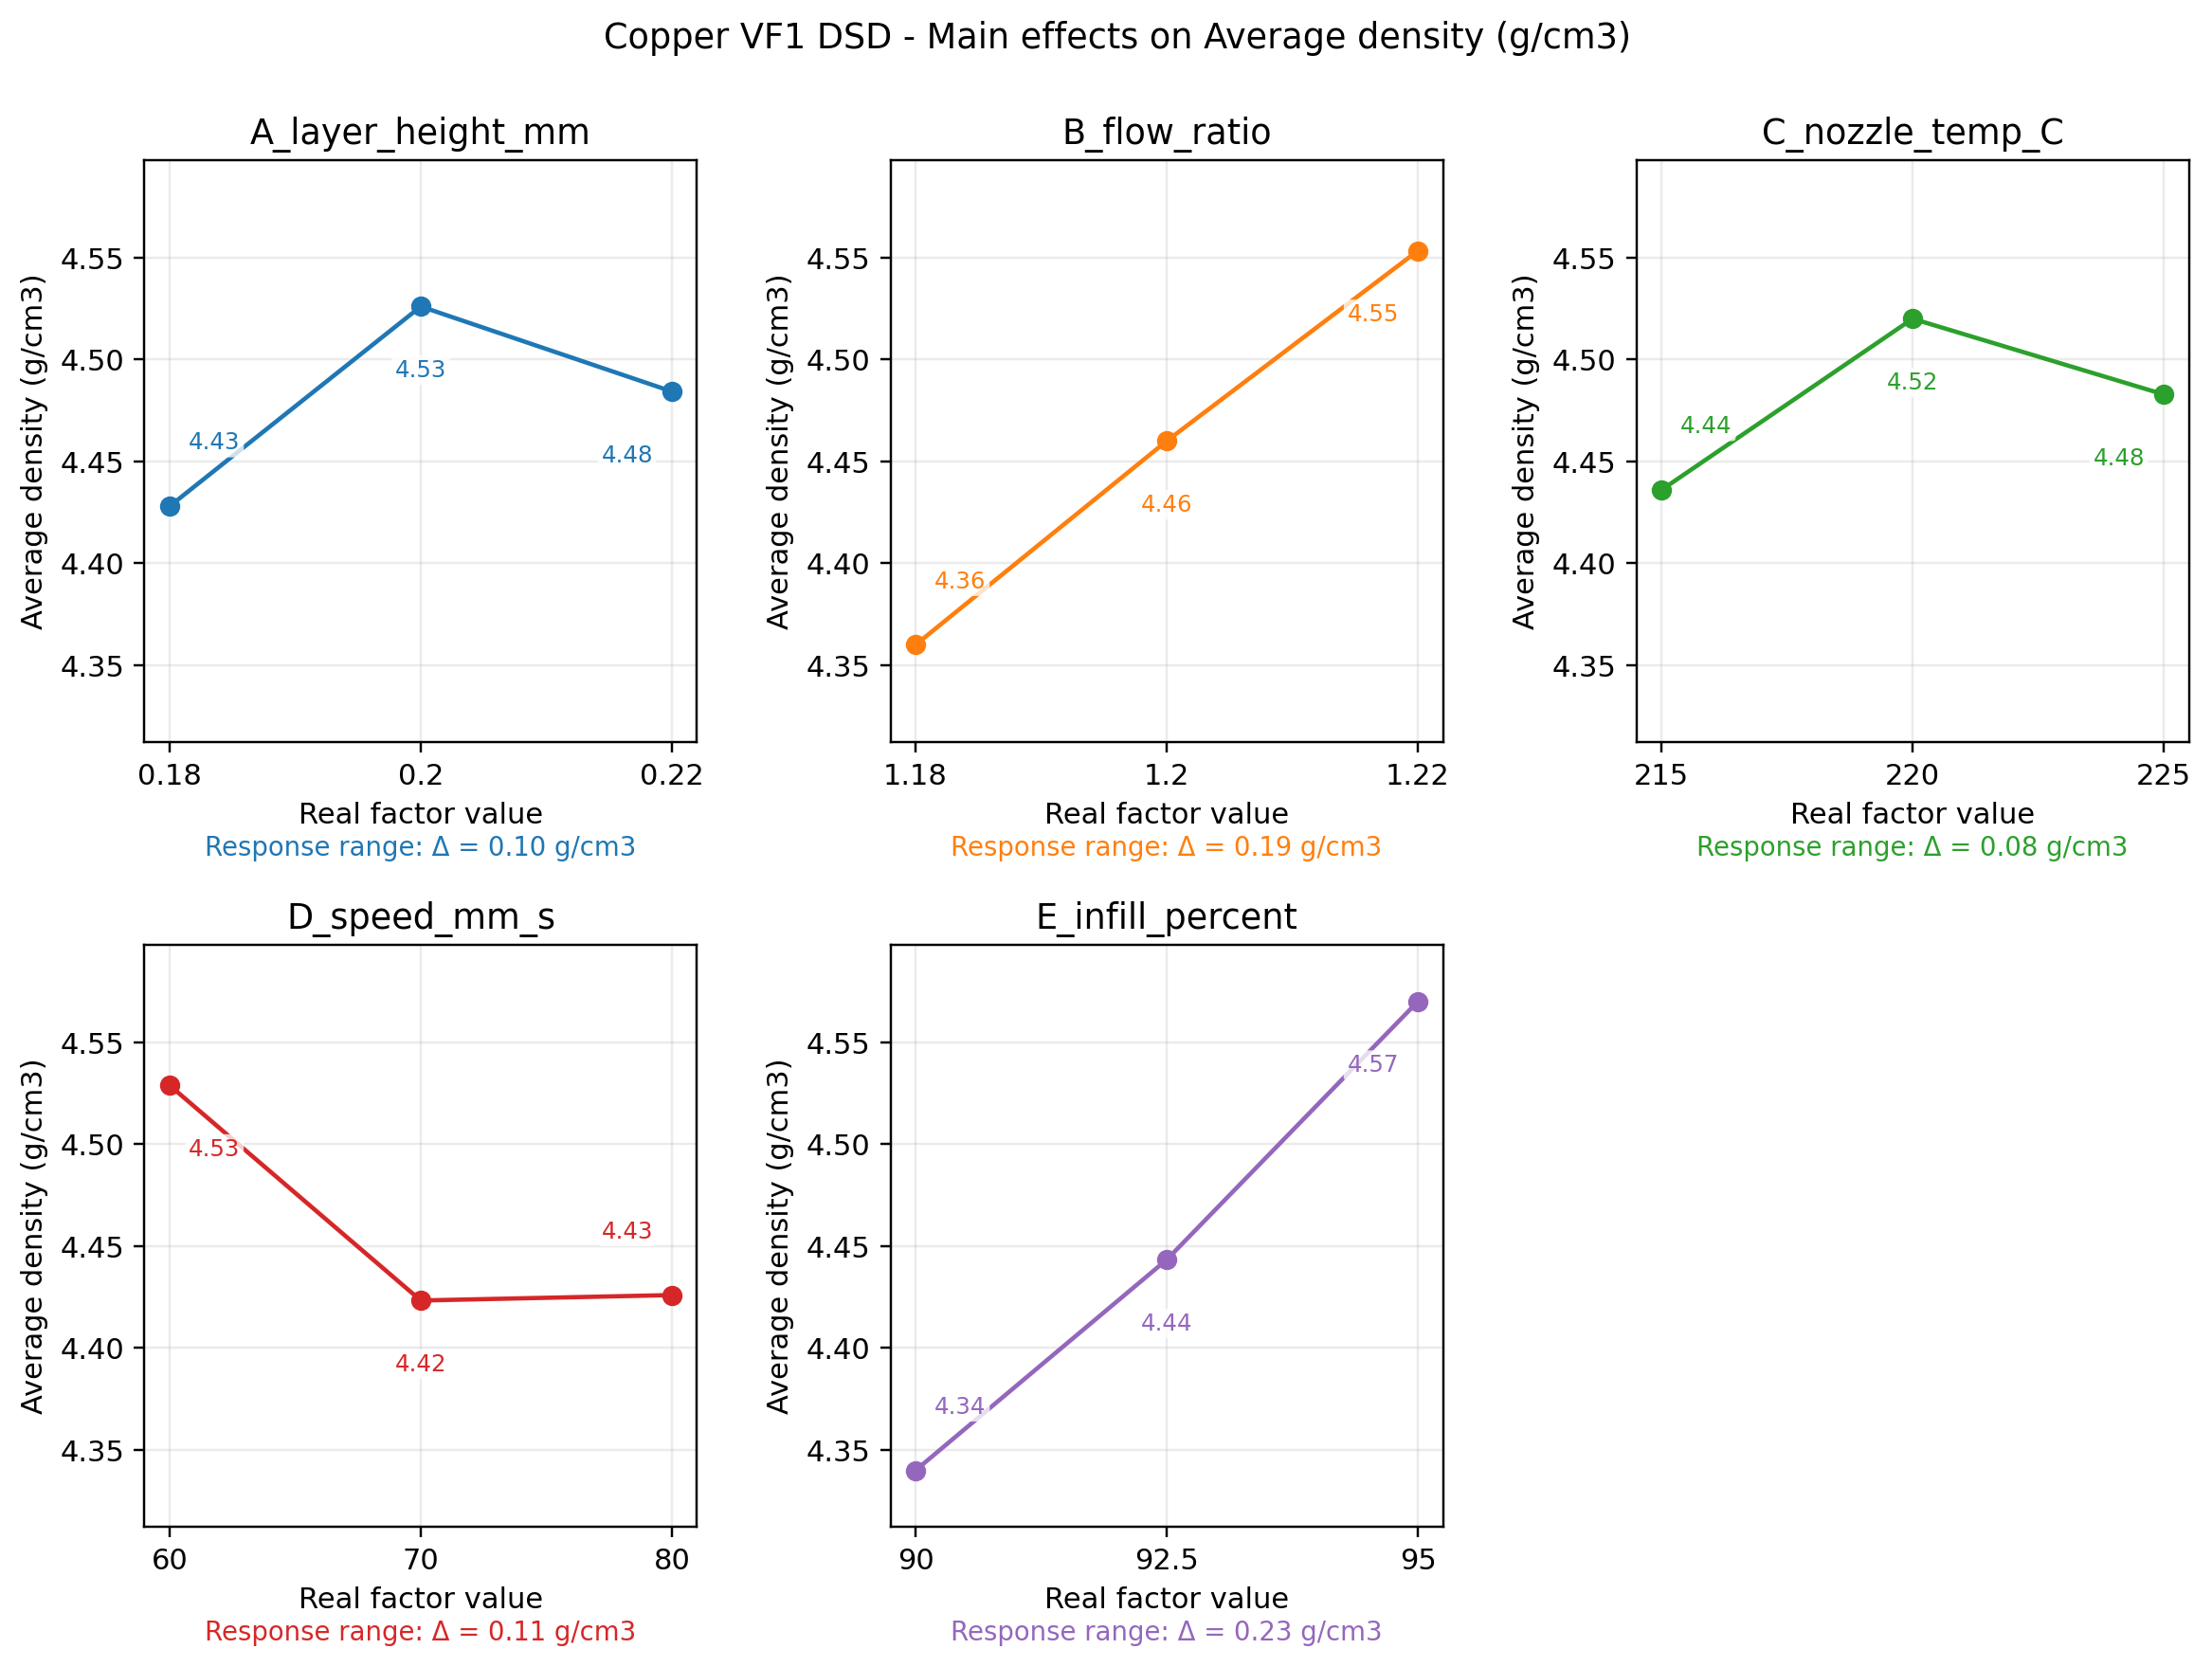 Copper VF1 DSD - Main effects on Average density (g/cm3)
A_layer_height_mm
Average density (g/cm3)
4.55
4.50
4.45
4.40
4.35
4.43
4.53
4.48
0.18 0.2 0.22
Real factor value
Response range: Δ = 0.10 g/cm3
B_flow_ratio
Average density (g/cm3)
4.55
4.50
4.45
4.40
4.35
4.36
4.46
4.55
1.18 1.2 1.22
Real factor value
Response range: Δ = 0.19 g/cm3
C_nozzle_temp_C
Average density (g/cm3)
4.55
4.50
4.45
4.40
4.35
4.44
4.52
4.48
215 220 225
Real factor value
Response range: Δ = 0.08 g/cm3
D_speed_mm_s
Average density (g/cm3)
4.55
4.50
4.45
4.40
4.35
4.53
4.42
4.43
60 70 80
Real factor value
Response range: Δ = 0.11 g/cm3
E_infill_percent
Average density (g/cm3)
4.55
4.50
4.45
4.40
4.35
4.34
4.44
4.57
90 92.5 95
Real factor value
Response range: Δ = 0.23 g/cm3